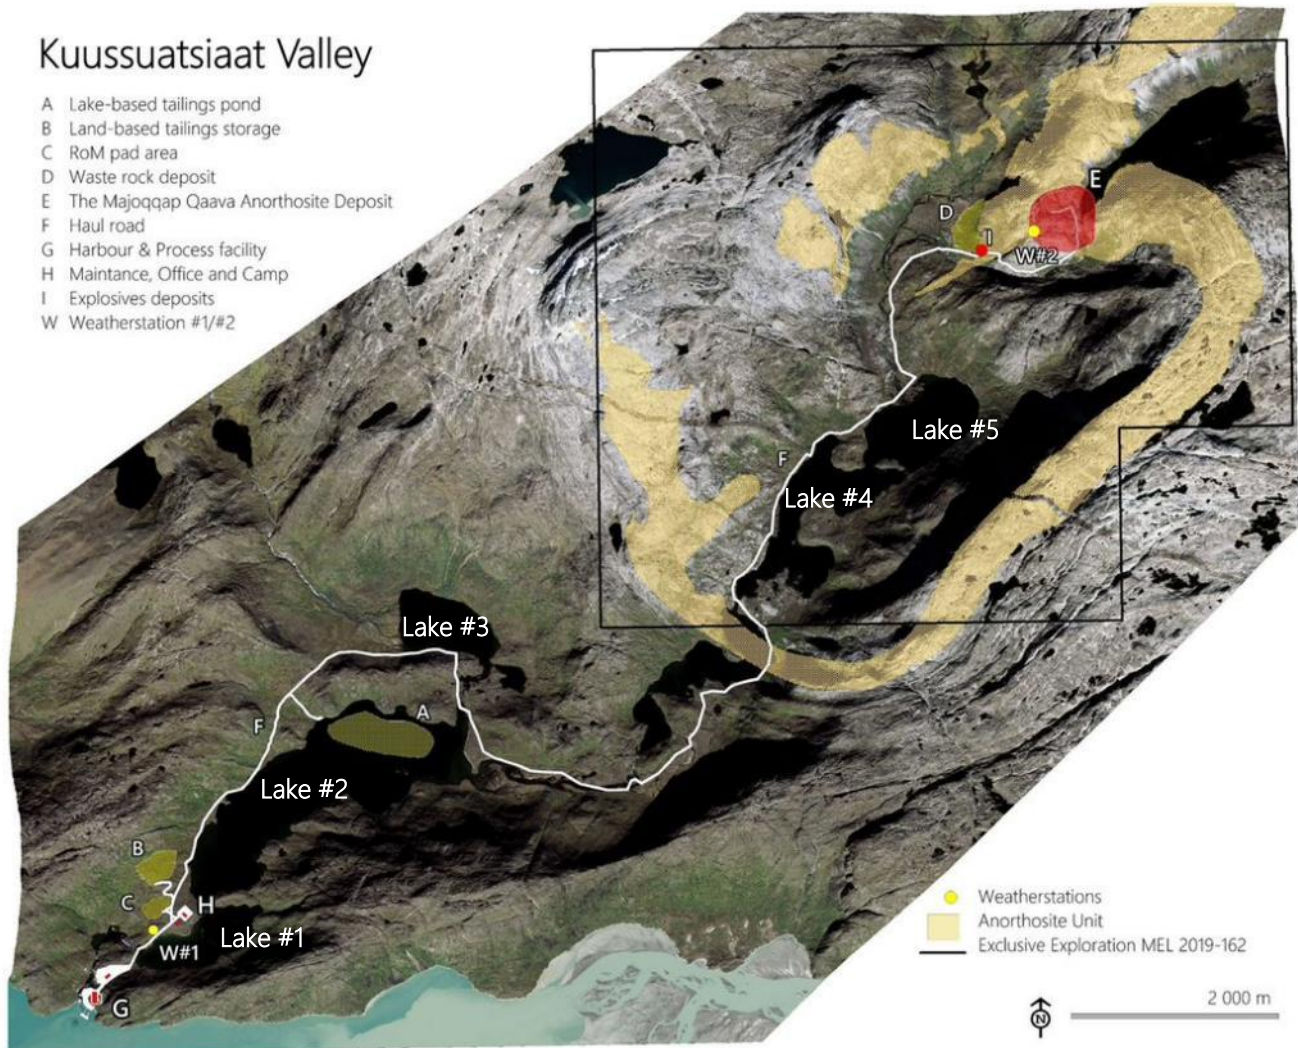 Kuussuatsiaat Valley
A Lake-based tailings pond
B Land-based tailings storage
C RoM pad area
D Waste rock deposit
E The Majoqqap Qaava Anorthosite Deposit
F Haul road
G Harbour & Process facility
H Maintance, Office and Camp
I Explosives deposits
W Weatherstation #1/#2
E
D
I
W#2
Lake #5
F
Lake #4
Lake #3
A
F
Lake #2
B
C
H
Lake #1
W#1
G
Weatherstations
Anorthosite Unit
Exclusive Exploration MEL 2019-162
2 000 m
N